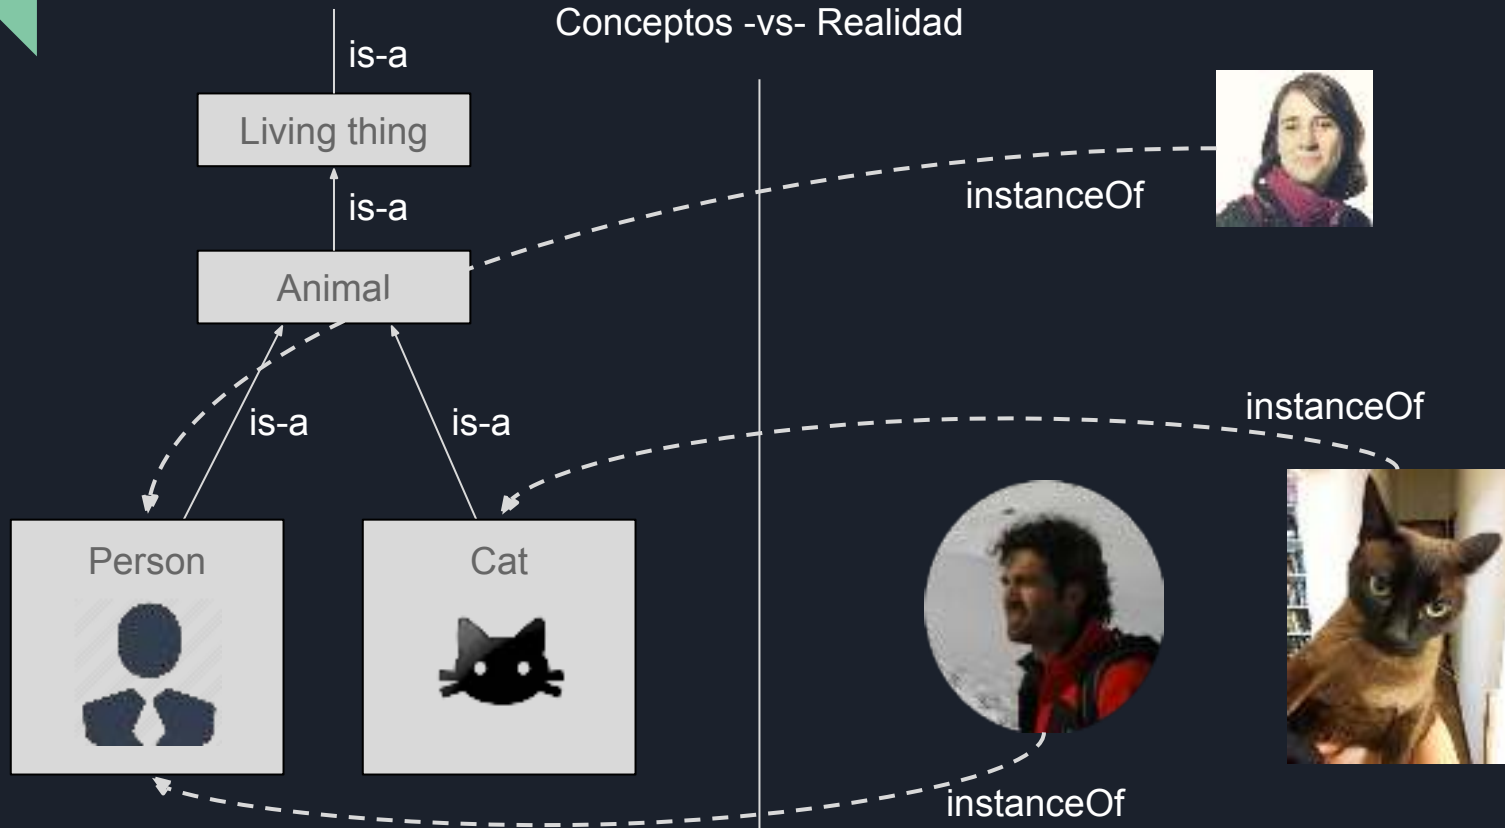 Conceptos -vs- Realidad
is-a
Living thing
is-a
instanceOf
Animal
is-a
is-a
instanceOf
Person
Cat
instanceOf